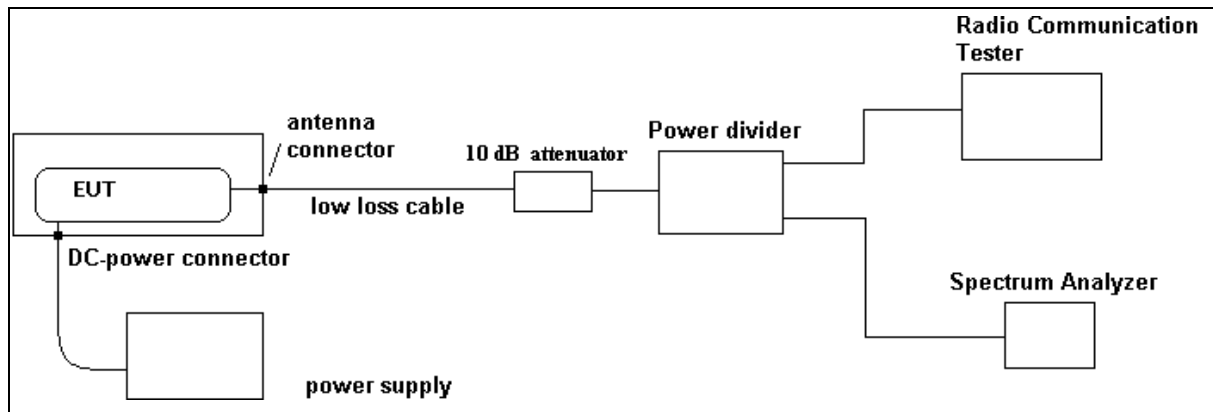 Radio Communication
Tester
antenna
connector
Power divider
10 dB attenuator
EUT
low loss cable
DC-power connector
Spectrum Analyzer
power supply